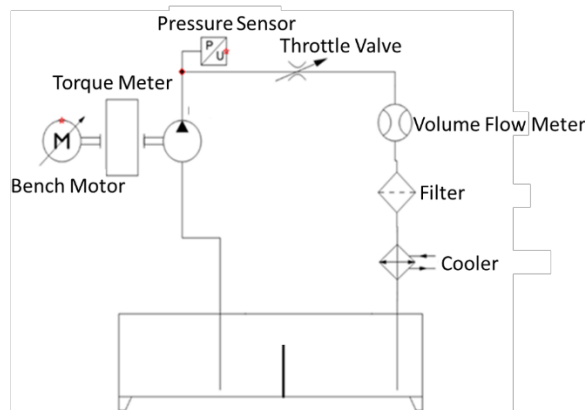 Pressure Sensor
P
U
Throttle Valve
Torque Meter
M
Volume Flow Meter
Bench Motor
Filter
Cooler